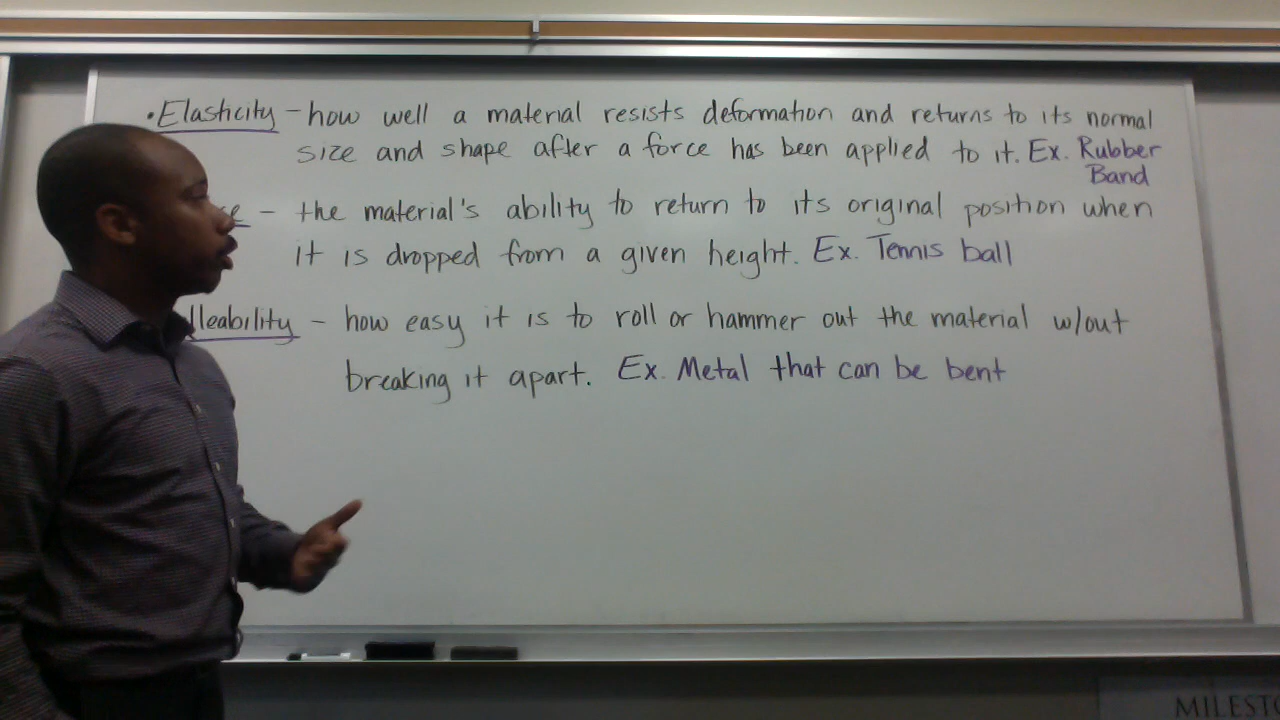 • Elasticity – how well a material resists deformation and returns to its normal
size and shape after a force has been applied to it. Ex. Rubber
Band
– the material's ability to return to its original position when
it is dropped from a given height. Ex. Tennis ball
lleability – how easy it is to roll or hammer out the material w/out
breaking it apart. Ex. Metal that can be bent